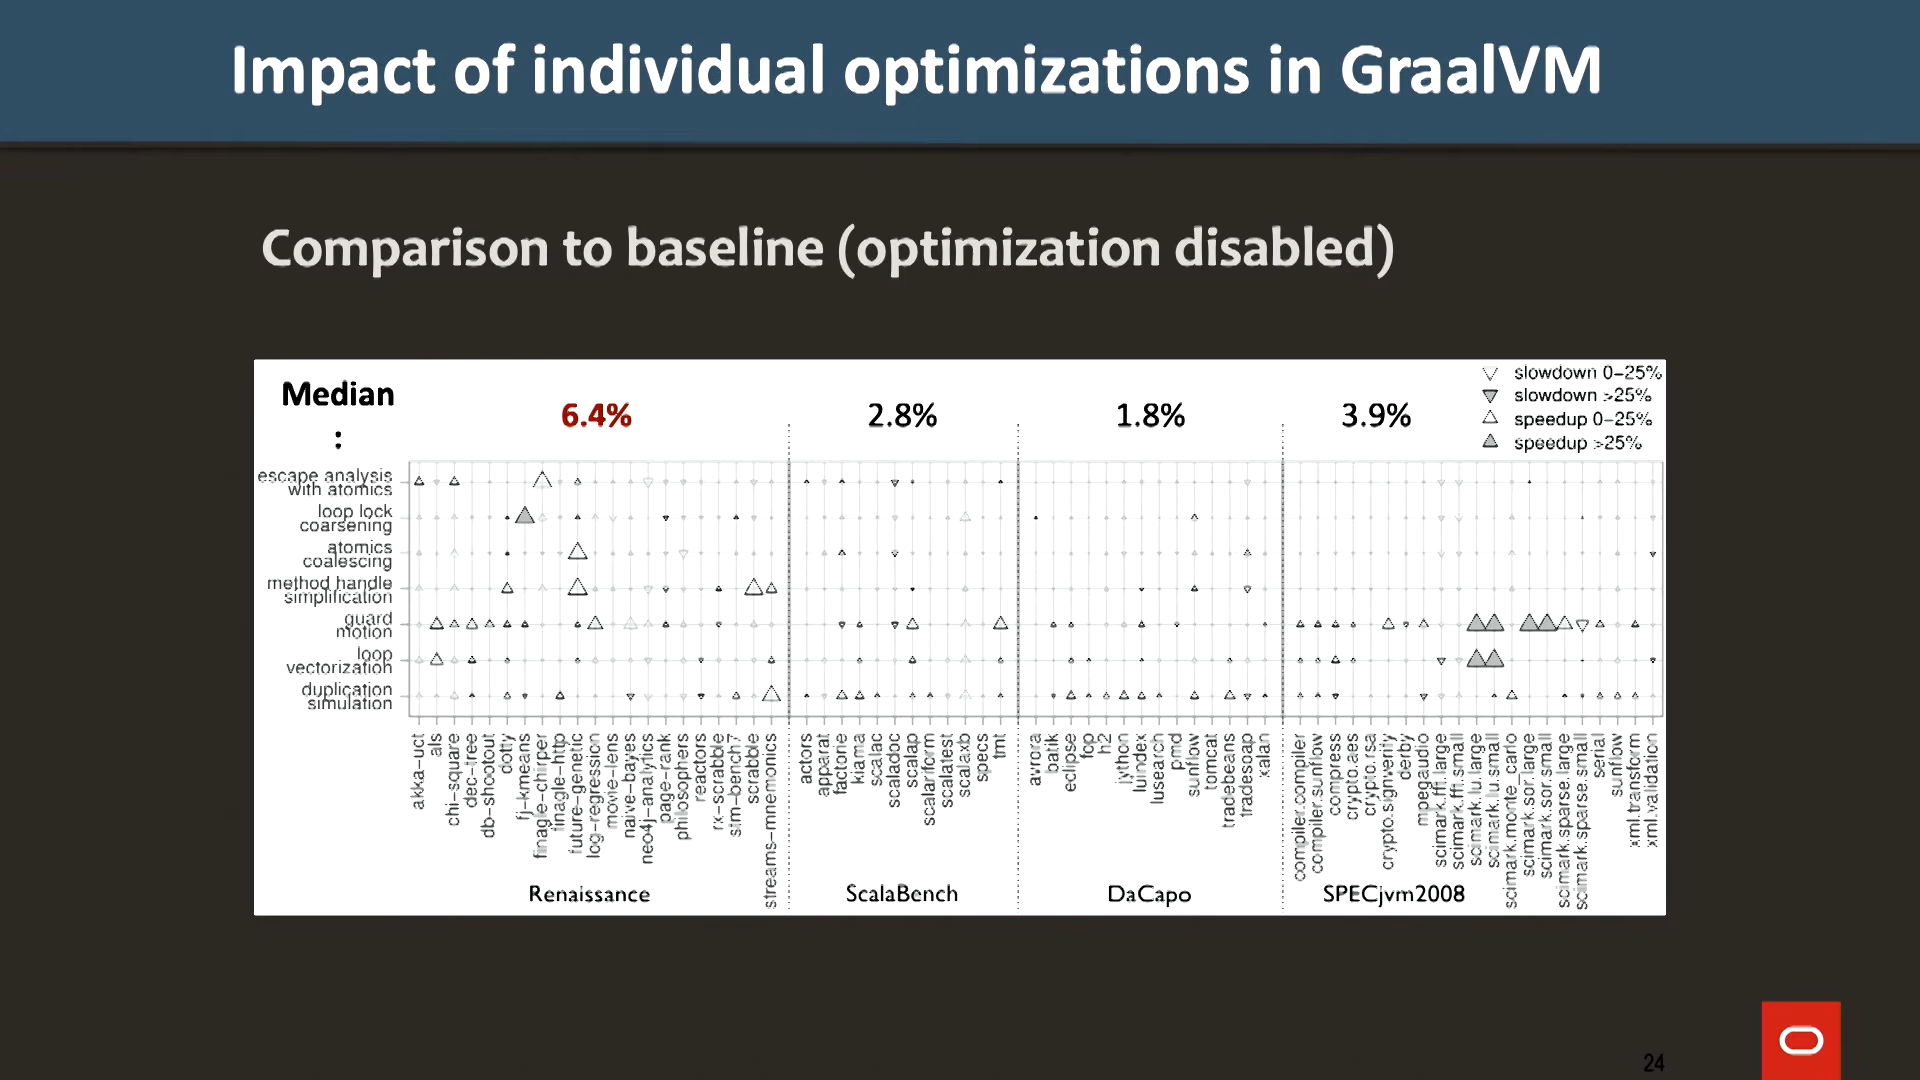 Impact of individual optimizations in GraalVM
Comparison to baseline (optimization disabled)
Median
:
6.4%
2.8%
1.8%
3.9%
slowdown 0–25%
slowdown >25%
speedup 0–25%
speedup >25%
escape analysis
with atomics
loop lock
coarsening
atomics
coalescing
method handle
simplification
guard
motion
loop
vectorization
duplication
simulation
akka–uct
als
chi–square
dec–tree
db–shootout
dotty
fj–kmeans
finagle–chirper
finagle–http
future–genetic
log–regression
movie–lens
naive–bayes
neo4j–analytics
page–rank
philosophers
reactors
rx–scrabble
stm–bench7
scrabble
streams–mnemonics
actors
apparat
factorie
kiama
scalac
scaladoc
scalap
scalariform
scalatest
scalaxb
specs
tmt
avrora
batik
eclipse
fop
h2
jython
luindex
lusearch
pmd
sunflow
tomcat
tradebeans
tradesoap
xalan
compiler.compiler
compiler.sunflow
compress
crypto.aes
crypto.rsa
crypto.signverify
derby
mpegaudio
scimark.fft.large
scimark.fft.small
scimark.lu.large
scimark.lu.small
scimark.monte_carlo
scimark.sor.large
scimark.sor.small
scimark.sparse.large
scimark.sparse.small
serial
sunflow
xml.transform
xml.validation
Renaissance
ScalaBench
DaCapo
SPECjvm2008
24